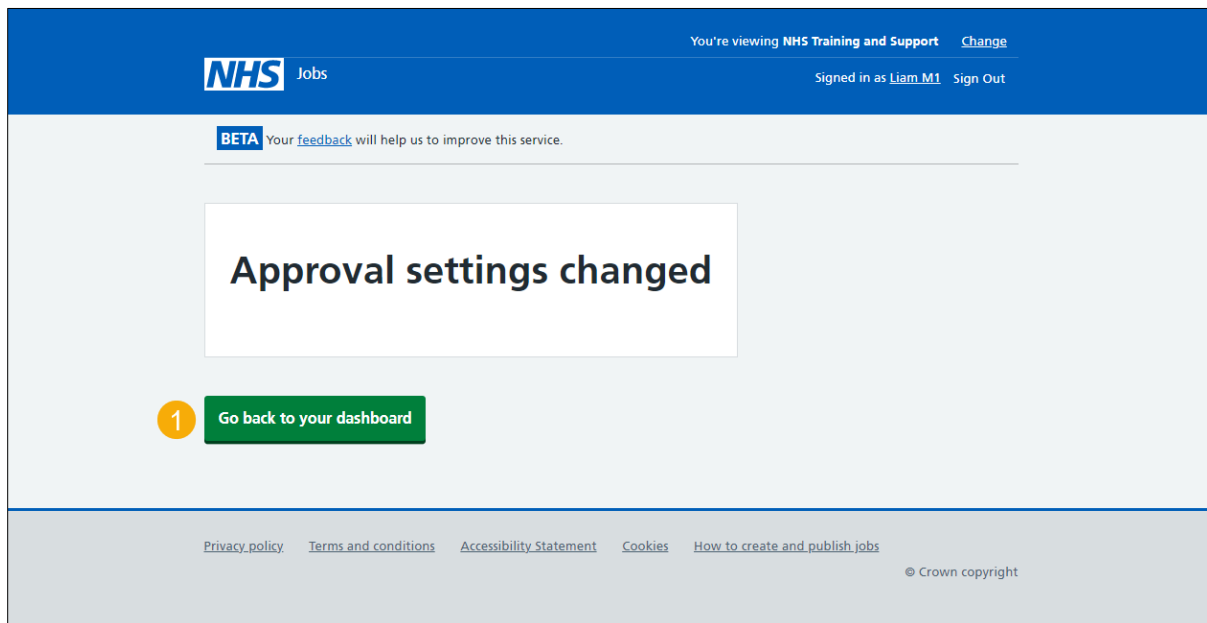 You're viewing NHS Training and Support Change
NHS Jobs
Signed in as Liam M1 Sign Out
BETA Your feedback will help us to improve this service.
Approval settings changed
1 Go back to your dashboard
Privacy policy Terms and conditions Accessibility Statement Cookies How to create and publish jobs
© Crown copyright